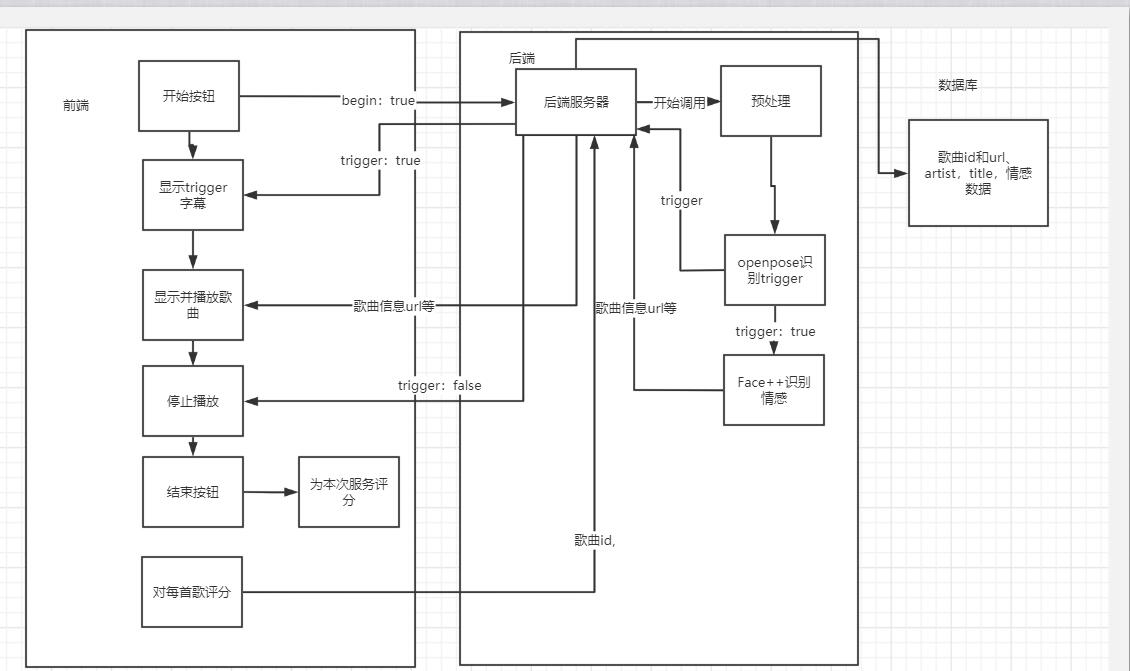 前端
开始按钮
begin：true
trigger：true
显示trigger
字幕
显示并播放歌
曲
歌曲信息url等
停止播放
trigger：false
结束按钮
为本次服务评
分
对每首歌评分
歌曲id,
后端
后端服务器
开始调用
预处理
trigger
openpose识
别trigger
歌曲信息url等
trigger：true
Face++识别
情感
数据库
歌曲id和url、
artist，title，情感
数据